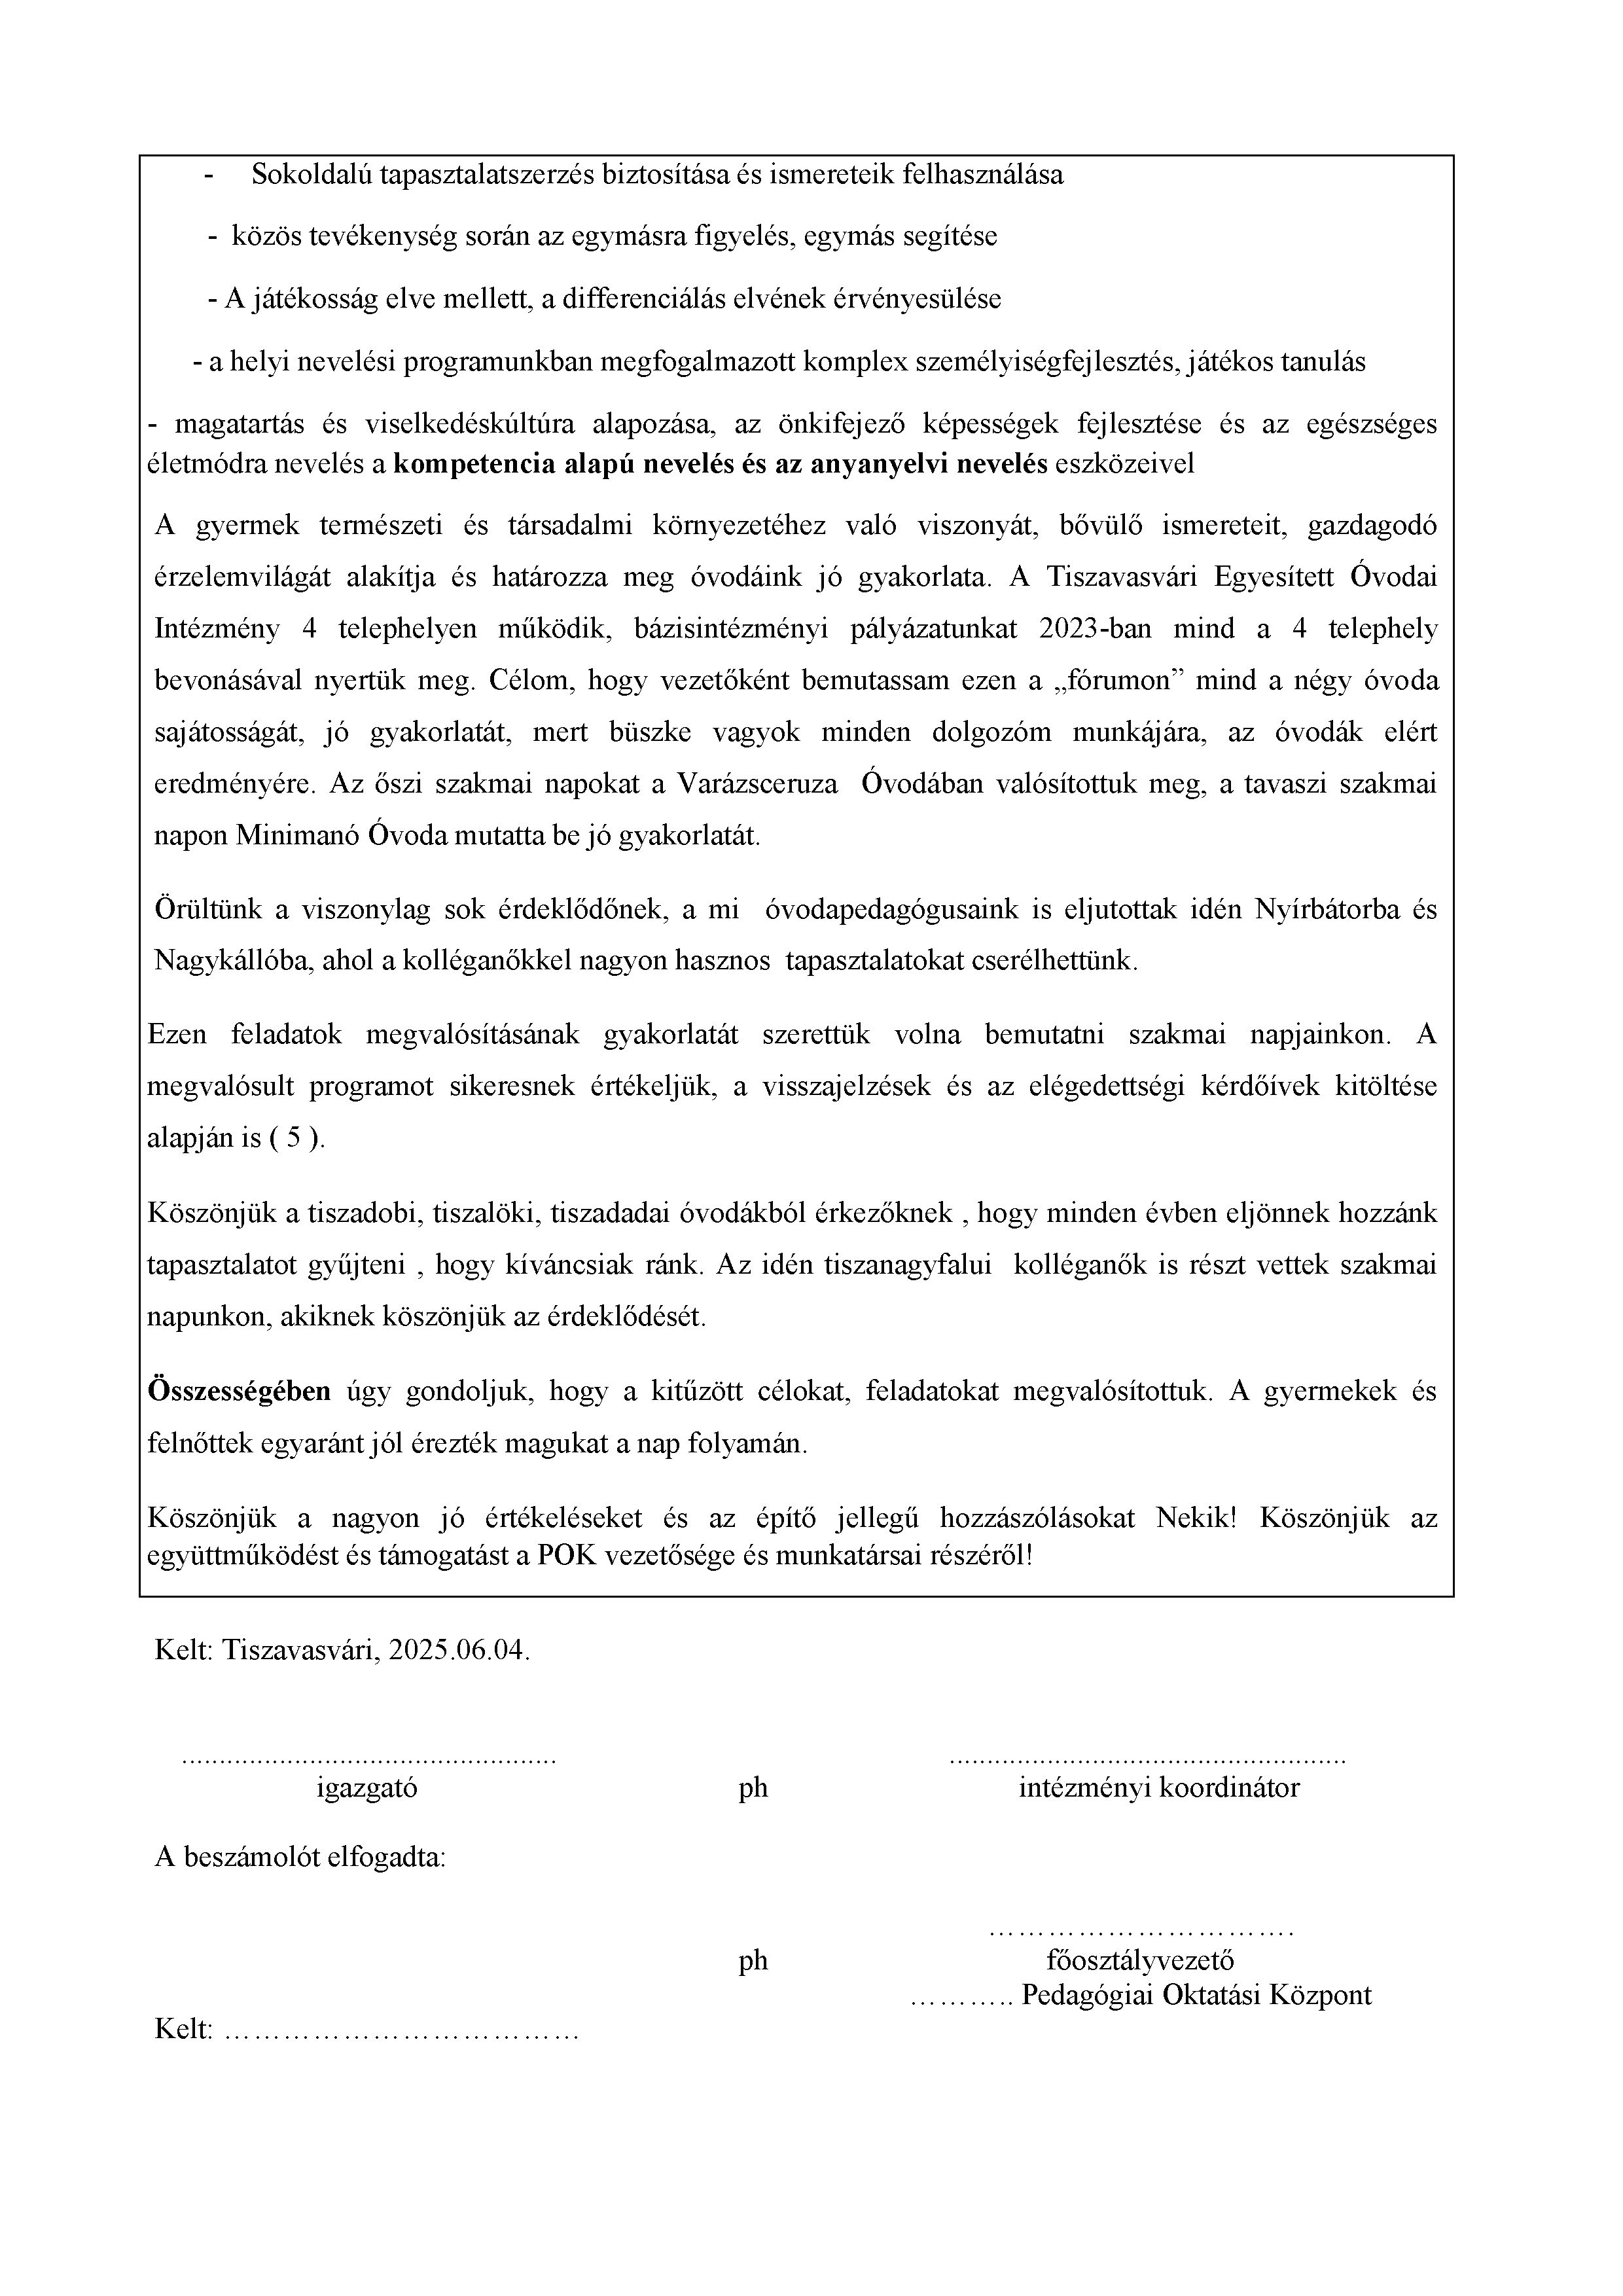 - Sokoldalú tapasztalatszerzés biztosítása és ismereteik felhasználása
- közös tevékenység során az egymásra figyelés, egymás segítése
- A játékosság elve mellett, a differenciálás elvének érvényesülése
- a helyi nevelési programunkban megfogalmazott komplex személyiségfejlesztés, játékos tanulás
- magatartás és viselkedéskúltúra alapozása, az önkifejező képességek fejlesztése és az egészséges
életmódra nevelés a kompetencia alapú nevelés és az anyanyelvi nevelés eszközeivel
A gyermek természeti és társadalmi környezetéhez való viszonyát, bővülő ismereteit, gazdagodó
érzelemvilágát alakítja és határozza meg óvodáink jó gyakorlata. A Tiszavasvári Egyesített Óvodai
Intézmény 4 telephelyen működik, bázisintézményi pályázatunkat 2023-ban mind a 4 telephely
bevonásával nyertük meg. Célom, hogy vezetőként bemutassam ezen a „fórumon” mind a négy óvoda
sajátosságát, jó gyakorlatát, mert büszke vagyok minden dolgozóm munkájára, az óvodák elért
eredményére. Az őszi szakmai napokat a Varázsceruza Óvodában valósítottuk meg, a tavaszi szakmai
napon Minimanó Óvoda mutatta be jó gyakorlatát.
Örültünk a viszonylag sok érdeklődőnek, a mi óvodapedagógusaink is eljutottak idén Nyírbátorba és
Nagykállóba, ahol a kolléganőkkel nagyon hasznos tapasztalatokat cserélhettünk.
Ezen feladatok megvalósításának gyakorlatát szerettük volna bemutatni szakmai napjainkon. A
megvalósult programot sikeresnek értékeljük, a visszajelzések és az elégedettségi kérdőívek kitöltése
alapján is ( 5 ).
Köszönjük a tiszadobi, tiszalöki, tiszadadai óvodákból érkezőknek , hogy minden évben eljönnek hozzánk
tapasztalatot gyűjteni , hogy kíváncsiak ránk. Az idén tiszanagyfalui kolléganők is részt vettek szakmai
napunkon, akiknek köszönjük az érdeklődését.
Összességében úgy gondoljuk, hogy a kitűzött célokat, feladatokat megvalósítottuk. A gyermekek és
felnőttek egyaránt jól érezték magukat a nap folyamán.
Köszönjük a nagyon jó értékeléseket és az építő jellegű hozzászólásokat Nekik! Köszönjük az
együttműködést és támogatást a POK vezetősége és munkatársai részéről!
Kelt: Tiszavasvári, 2025.06.04.
.................................................. .....................................................
igazgató ph intézményi koordinátor
A beszámolót elfogadta:
………………………….
ph főosztályvezető
……….. Pedagógiai Oktatási Központ
Kelt: ………………………………